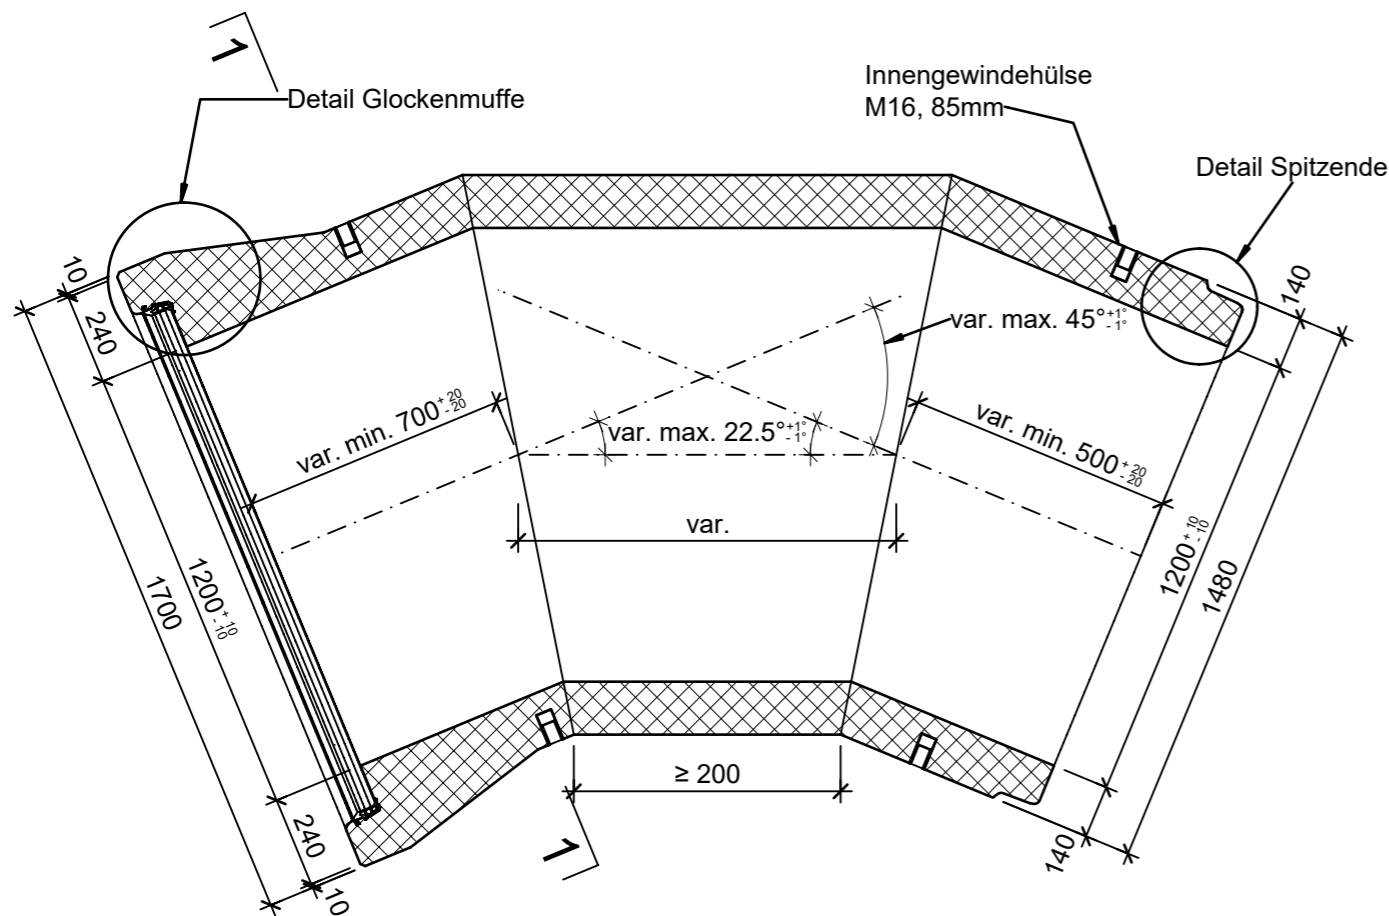 1
Detail Glockenmuffe
Innengewindehülse
M16, 85mm
Detail Spitzende
10
240
140
var. max. 45° +1° -1°
var. min. 700 +20 -20
var. max. 22.5° +1° -1°
var. min. 500 +20 -20
var.
1200 +10 -10
1700
1200 +10 -10
1480
≥ 200
240
10
1
140